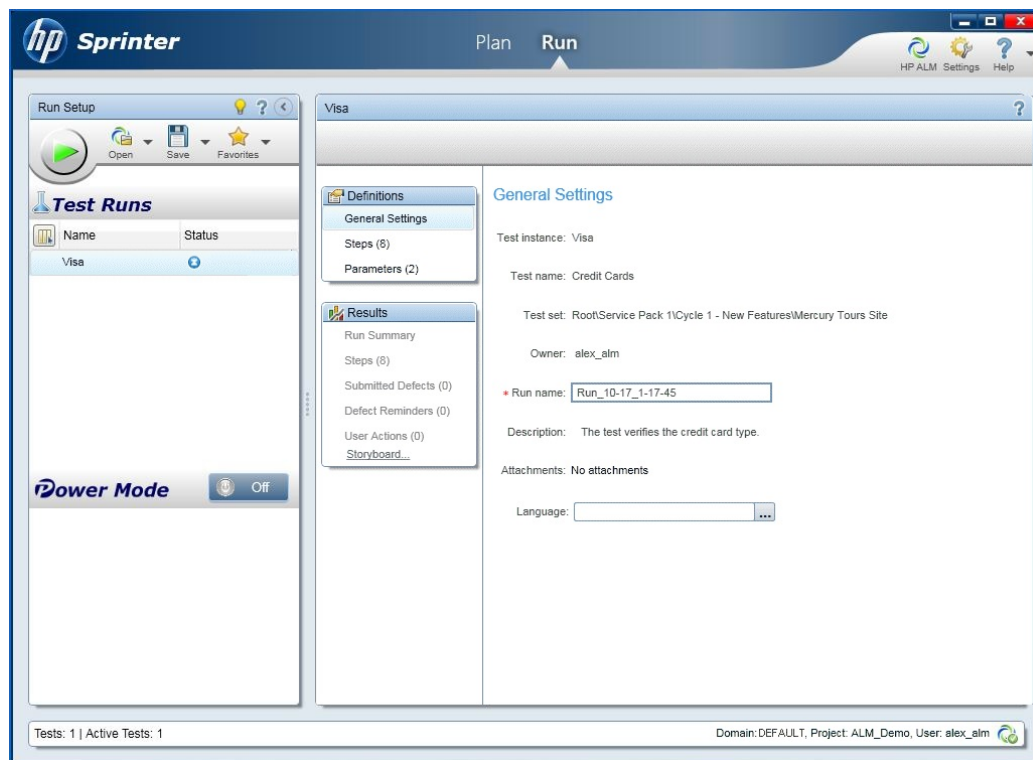 hp Sprinter
Plan Run
HP ALM Settings Help
Run Setup
Open Save Favorites
Test Runs
Name Status
Visa
Power Mode Off
Visa
Definitions
General Settings
Steps (8)
Parameters (2)
Results
Run Summary
Steps (8)
Submitted Defects (0)
Defect Reminders (0)
User Actions (0)
Storyboard...
General Settings
Test instance: Visa
Test name: Credit Cards
Test set: Root\Service Pack 1\Cycle 1 - New Features\Mercury Tours Site
Owner: alex_alm
* Run name: Run_10-17_1-17-45
Description: The test verifies the credit card type.
Attachments: No attachments
Language: ...
Tests: 1 | Active Tests: 1
Domain: DEFAULT, Project: ALM_Demo, User: alex_alm